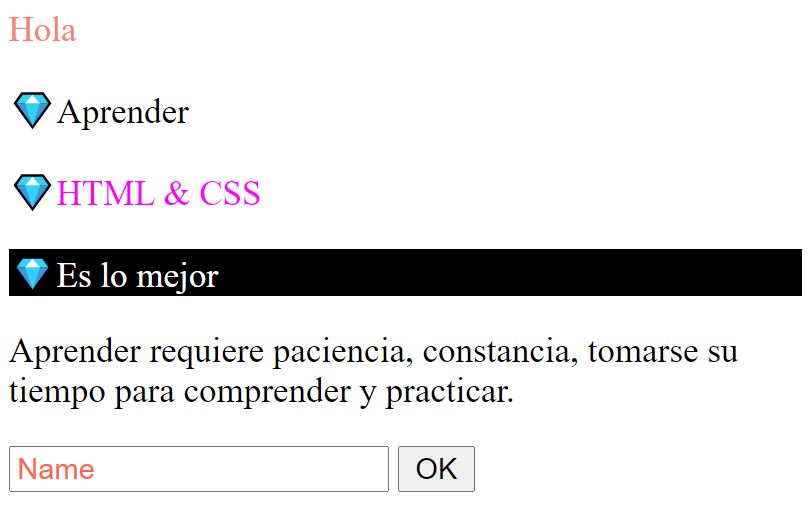 Hola
💎Aprender
💎HTML & CSS
💎Es lo mejor
Aprender requiere paciencia, constancia, tomarse su
tiempo para comprender y practicar.
Name OK